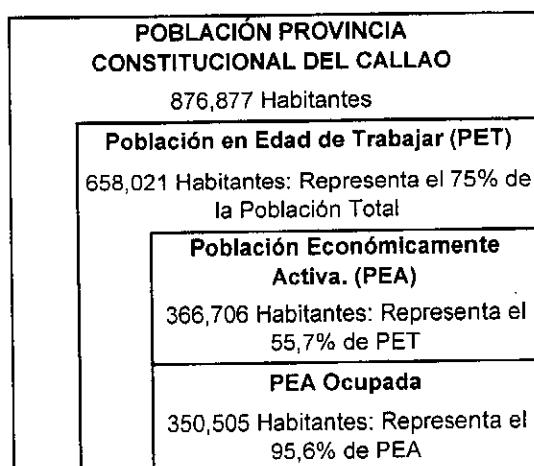 POBLACIÓN PROVINCIA
CONSTITUCIONAL DEL CALLAO
876,877 Habitantes
Población en Edad de Trabajar (PET)
658,021 Habitantes: Representa el 75% de
la Población Total
Población Económicamente
Activa. (PEA)
366,706 Habitantes: Representa el
55,7% de PET
PEA Ocupada
350,505 Habitantes: Representa el
95,6% de PEA